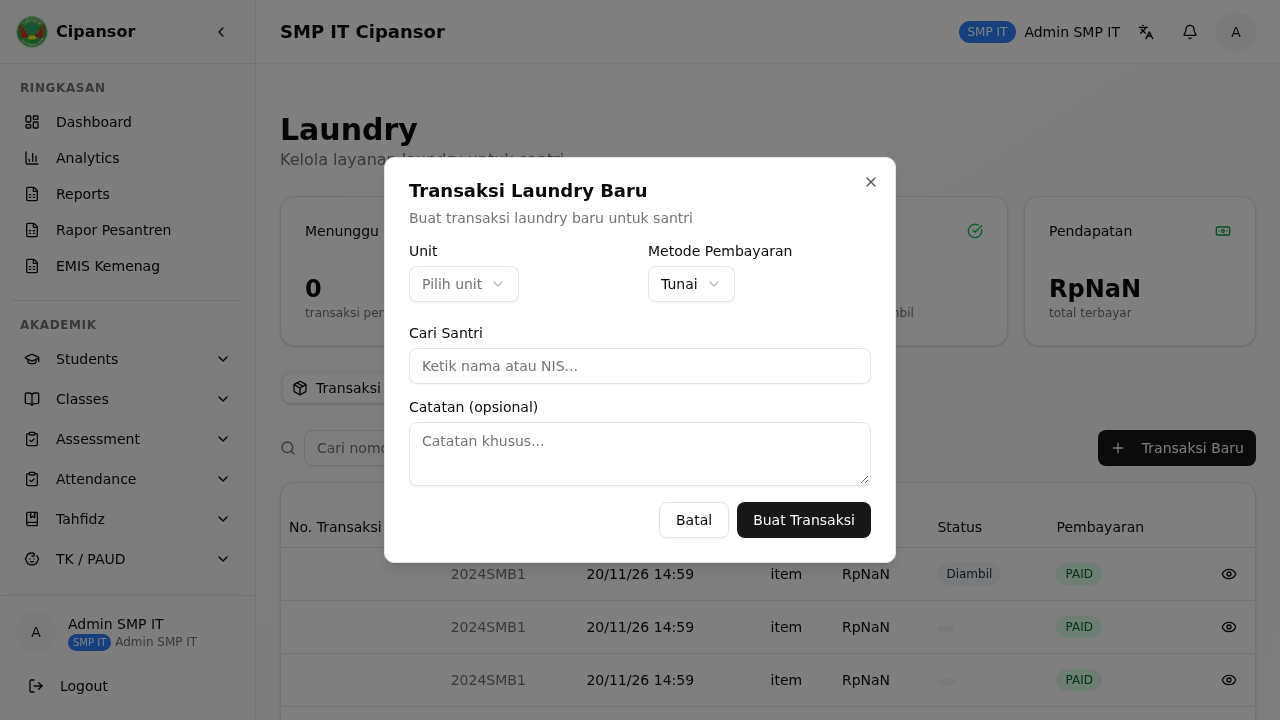 Cipansor
SMP IT Cipansor
SMP IT
Admin SMP IT
A
RINGKASAN
Dashboard
Analytics
Reports
Rapor Pesantren
EMIS Kemenag
AKADEMIK
Students
Classes
Assessment
Attendance
Tahfidz
TK / PAUD
A
Admin SMP IT
SMP IT Admin SMP IT
Logout
Laundry
Kelola layanan laundry untuk santri
Menunggu
0
transaksi
Pendapatan
RpNaN
total terbayar
Transaksi
Cari
Transaksi Baru
No. Transaksi
Status
Pembayaran
2024SMB1 20/11/26 14:59 item RpNaN Diambil PAID
2024SMB1 20/11/26 14:59 item RpNaN PAID
2024SMB1 20/11/26 14:59 item RpNaN PAID
Transaksi Laundry Baru
Buat transaksi laundry baru untuk santri
Unit
Pilih unit
Metode Pembayaran
Tunai
Cari Santri
Ketik nama atau NIS...
Catatan (opsional)
Catatan khusus...
Batal
Buat Transaksi